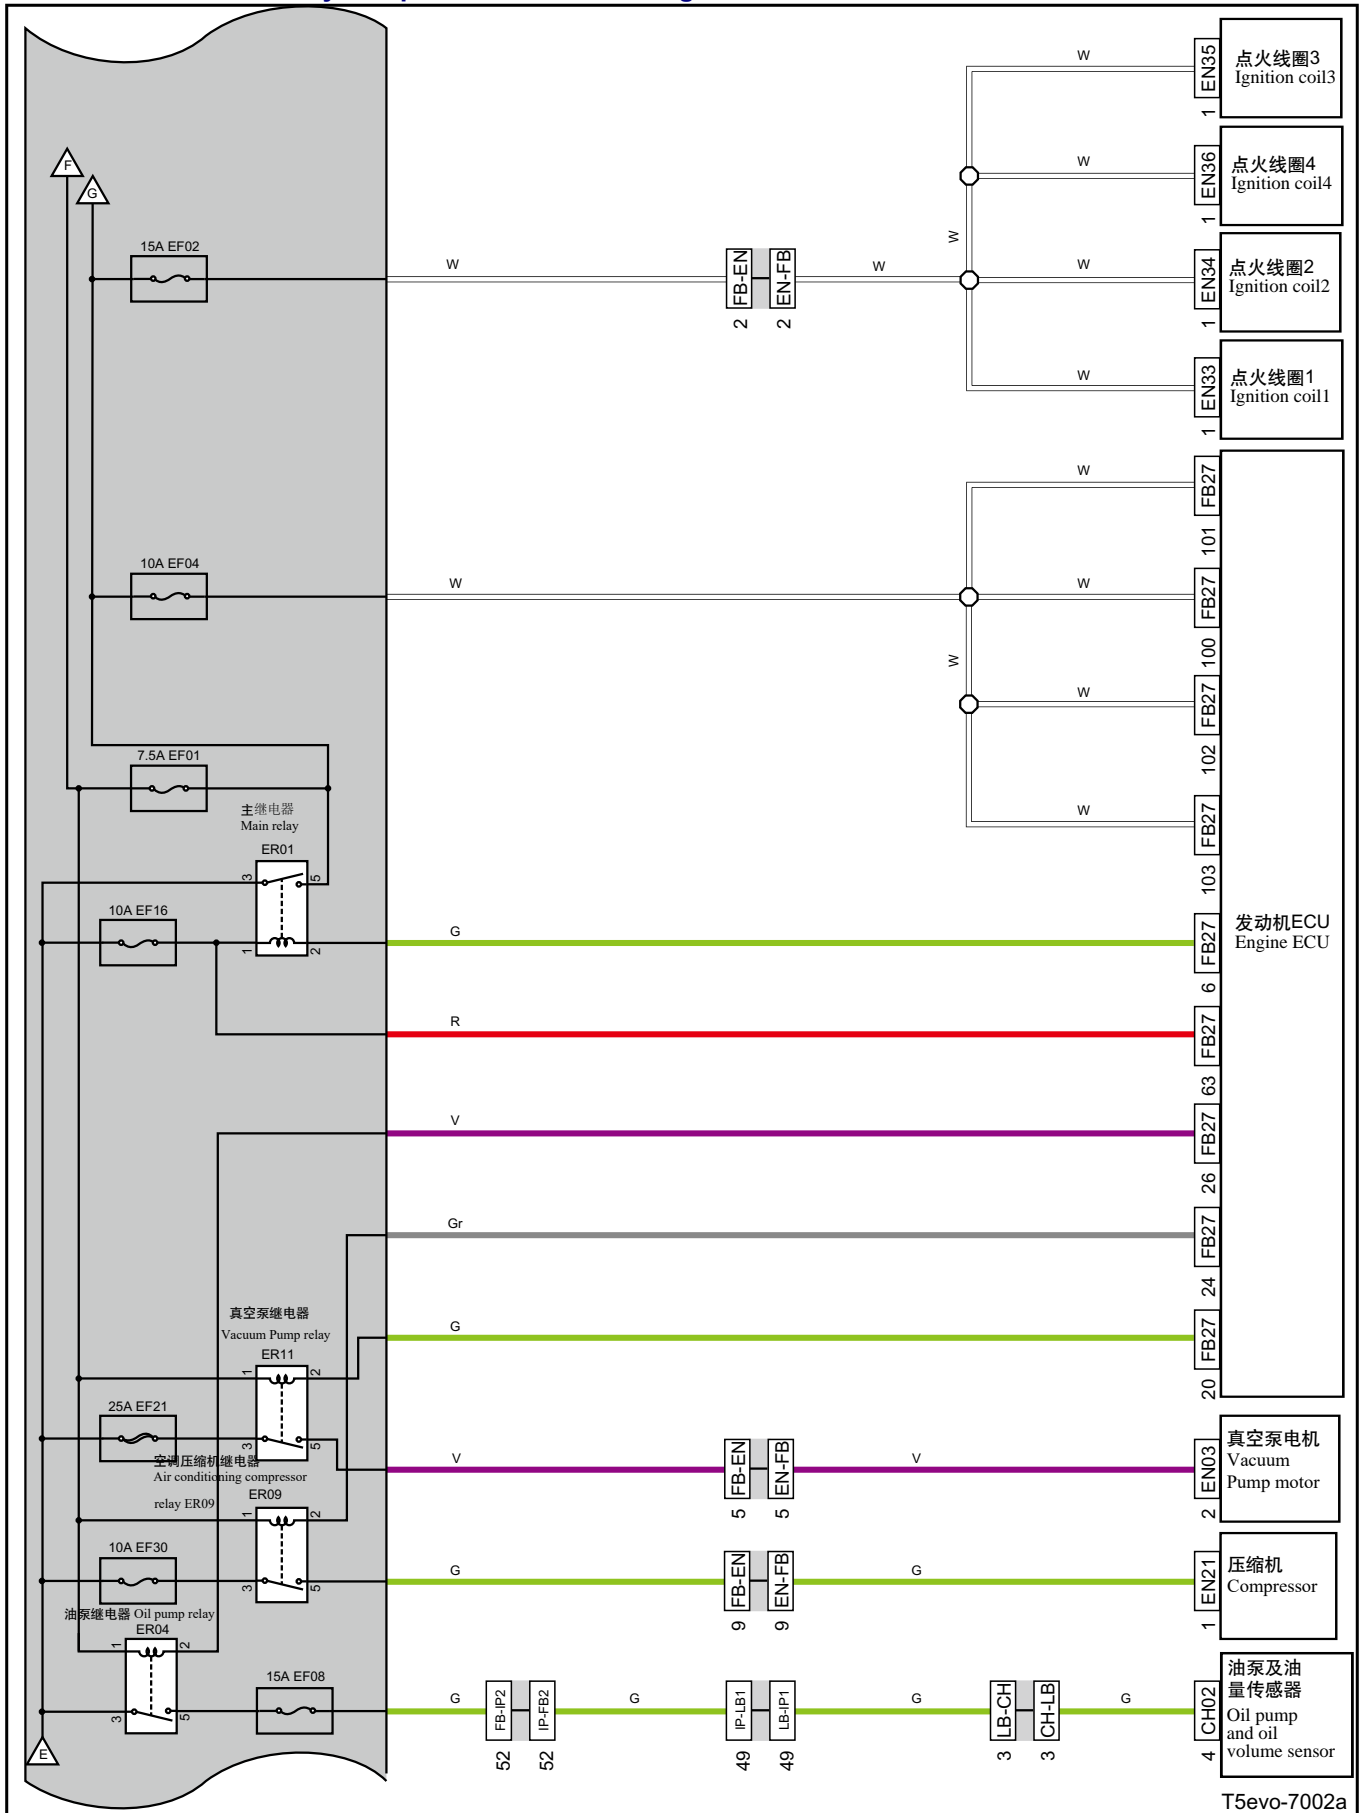 点火线圈3
Ignition coil3
EN35
1
W
点火线圈4
Ignition coil4
EN36
1
W
F
G
15A EF02
W
FB-EN
2
EN-FB
2
W
W
W
点火线圈2
Ignition coil2
EN34
1
W
点火线圈1
Ignition coil1
EN33
1
W
FB27
101
10A EF04
W
W
FB27
100
W
W
FB27
102
7.5A EF01
W
FB27
103
主继电器
Main relay
ER01
3
5
1
2
10A EF16
G
FB27
6
发动机ECU
Engine ECU
R
FB27
63
V
FB27
26
Gr
FB27
24
真空泵继电器
Vacuum Pump relay
ER11
1
2
3
5
G
FB27
20
25A EF21
V
FB-EN
5
EN-FB
5
V
EN03
2
真空泵电机
Vacuum
Pump motor
空调压缩机继电器
Air conditioning compressor
relay ER09
ER09
1
2
3
5
10A EF30
G
FB-EN
9
EN-FB
9
G
EN21
1
压缩机
Compressor
油泵继电器 Oil pump relay
ER04
1
2
3
5
15A EF08
G
FB-IP2
52
IP-FB2
52
G
IP-LB1
49
LB-IP1
49
G
LB-CH
3
CH-LB
3
G
CH02
4
油泵及油
量传感器
Oil pump
and oil
volume sensor
E
T5evo-7002a